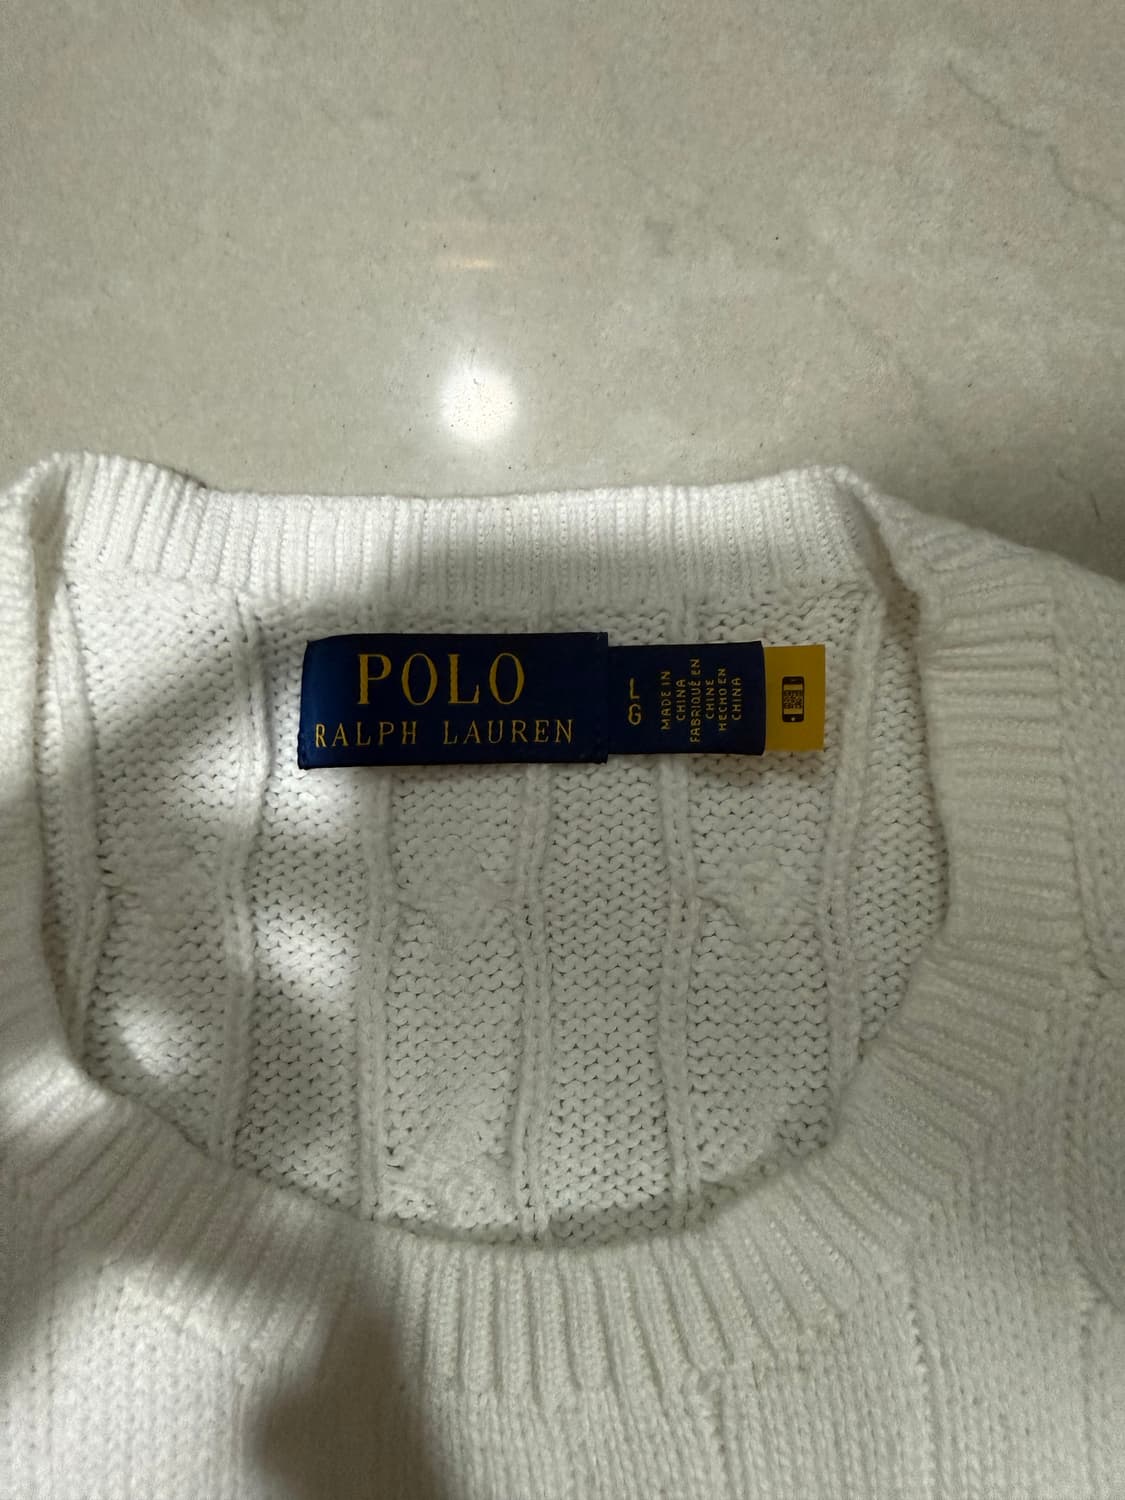 POLO
RALPH LAUREN
L
G
MADE IN
CHINA
FABRIQUÉ EN
CHINE
HECHO EN
CHINA